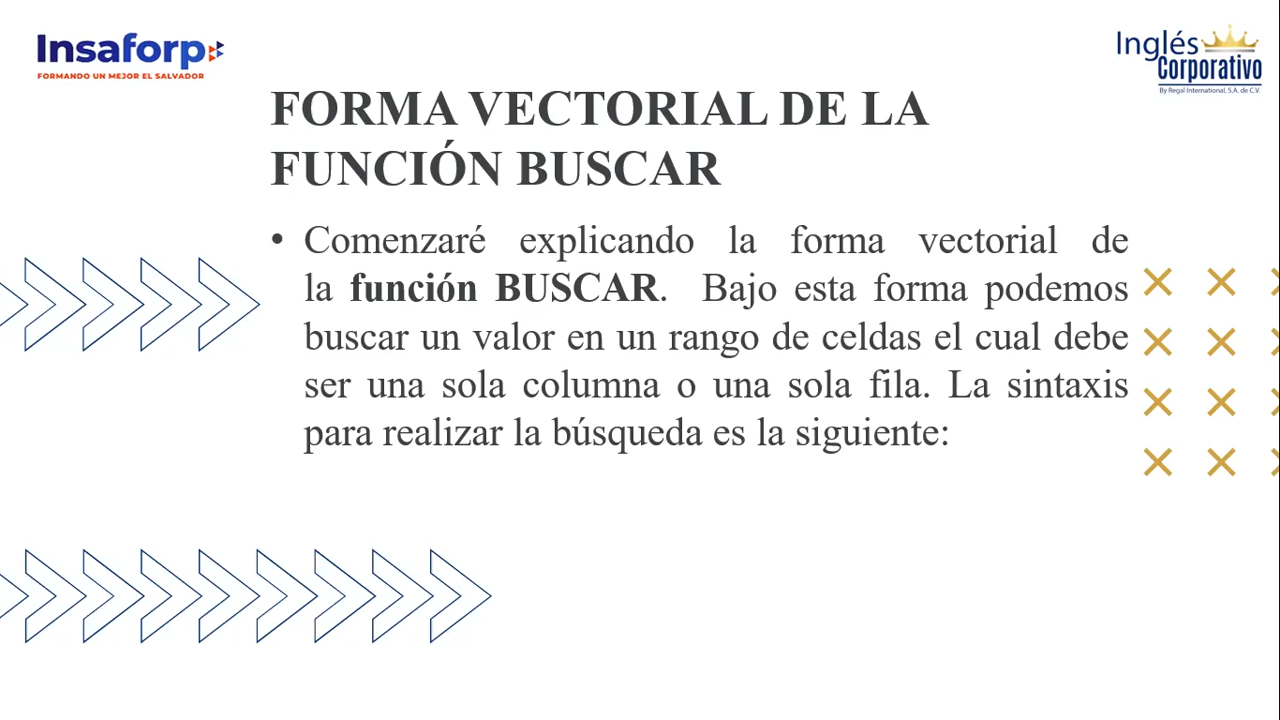 Insaforp
FORMANDO UN MEJOR EL SALVADOR
Inglés
Corporativo
By Regal International, S.A. de C.V.
FORMA VECTORIAL DE LA
FUNCIÓN BUSCAR
• Comenzaré explicando la forma vectorial de
la función BUSCAR. Bajo esta forma podemos
buscar un valor en un rango de celdas el cual debe
ser una sola columna o una sola fila. La sintaxis
para realizar la búsqueda es la siguiente: